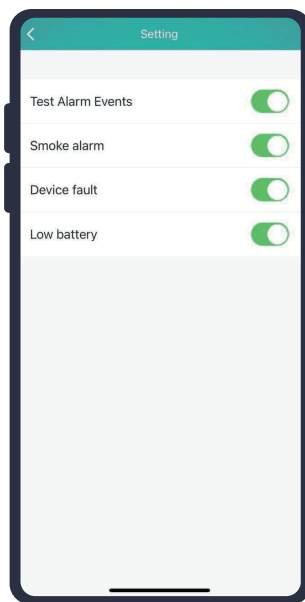 Setting
Test Alarm Events
Smoke alarm
Device fault
Low battery